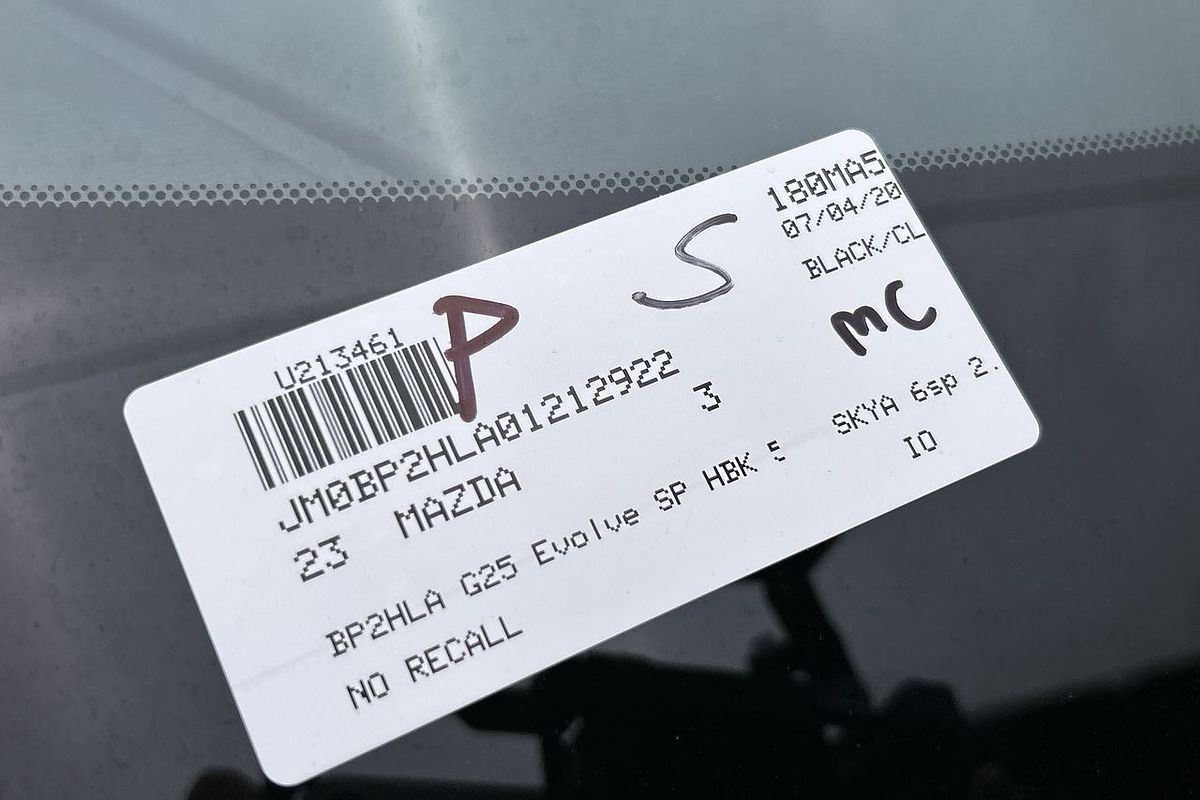 180MA5
07/04/20
BLACK/CL
P S
MC
U213461
JM0BP2HLA01212922
23 MAZDA 3
BP2HLA G25 Evolve SP HBK 5 SKYA 6sp 2.
NO RECALL IO